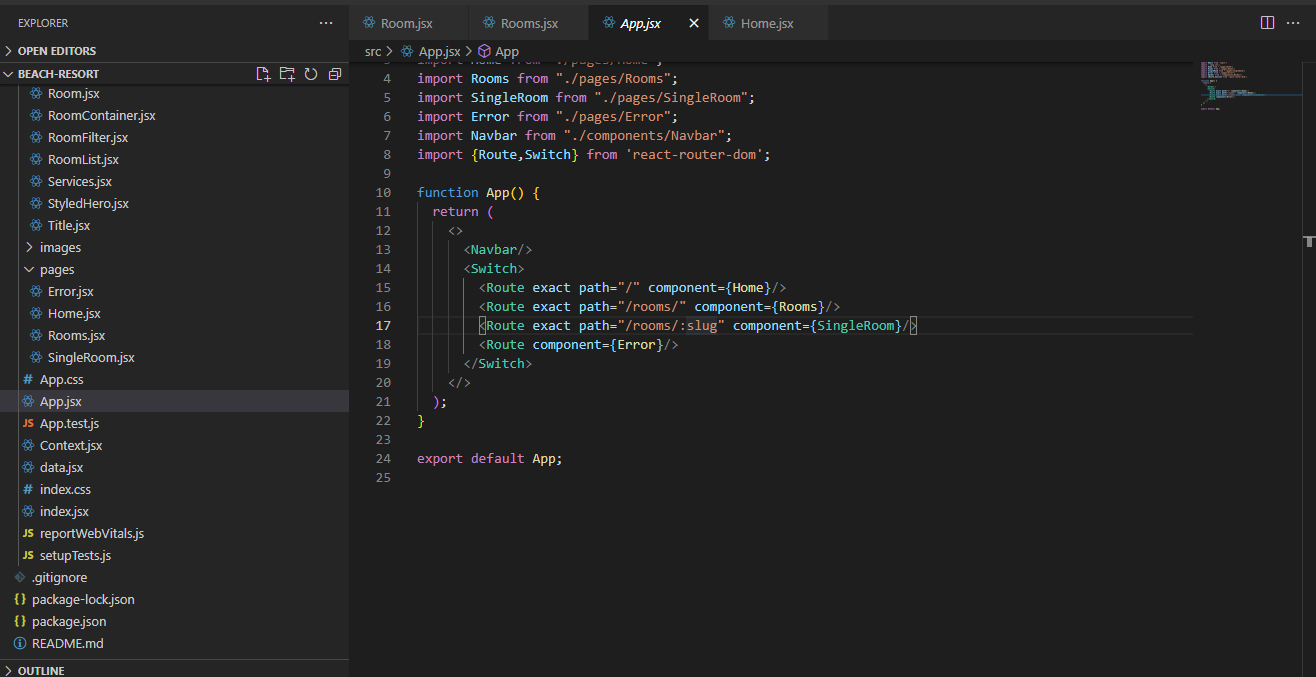 EXPLORER
OPEN EDITORS
BEACH-RESORT
Room.jsx
RoomContainer.jsx
RoomFilter.jsx
RoomList.jsx
Services.jsx
StyledHero.jsx
Title.jsx
images
pages
Error.jsx
Home.jsx
Rooms.jsx
SingleRoom.jsx
# App.css
App.jsx
JS App.test.js
Context.jsx
data.jsx
# index.css
index.jsx
JS reportWebVitals.js
JS setupTests.js
.gitignore
{} package-lock.json
{} package.json
README.md
OUTLINE
Room.jsx Rooms.jsx App.jsx Home.jsx
src > App.jsx > App
3 import Home from "./pages/Home";
4 import Rooms from "./pages/Rooms";
5 import SingleRoom from "./pages/SingleRoom";
6 import Error from "./pages/Error";
7 import Navbar from "./components/Navbar";
8 import {Route,Switch} from 'react-router-dom';
9
10 function App() {
11 return (
12 <>
13 <Navbar/>
14 <Switch>
15 <Route exact path="/" component={Home}/>
16 <Route exact path="/rooms/" component={Rooms}/>
17 <Route exact path="/rooms/:slug" component={SingleRoom}/>
18 <Route component={Error}/>
19 </Switch>
20 </>
21 );
22 }
23
24 export default App;
25